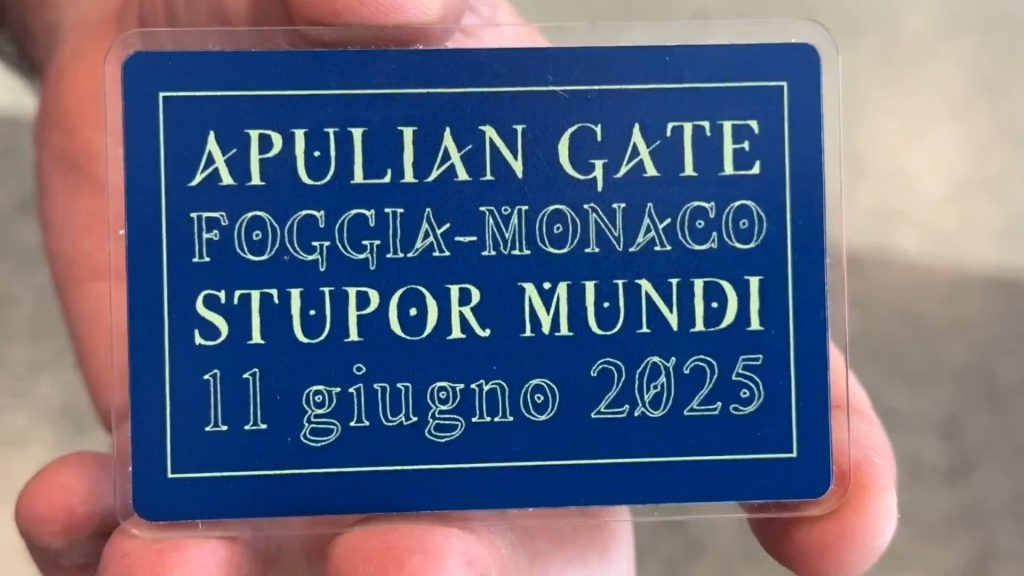 APULIAN GATE
FOGGIA-MONACO
STUPOR MUNDI
11 giugno 2025